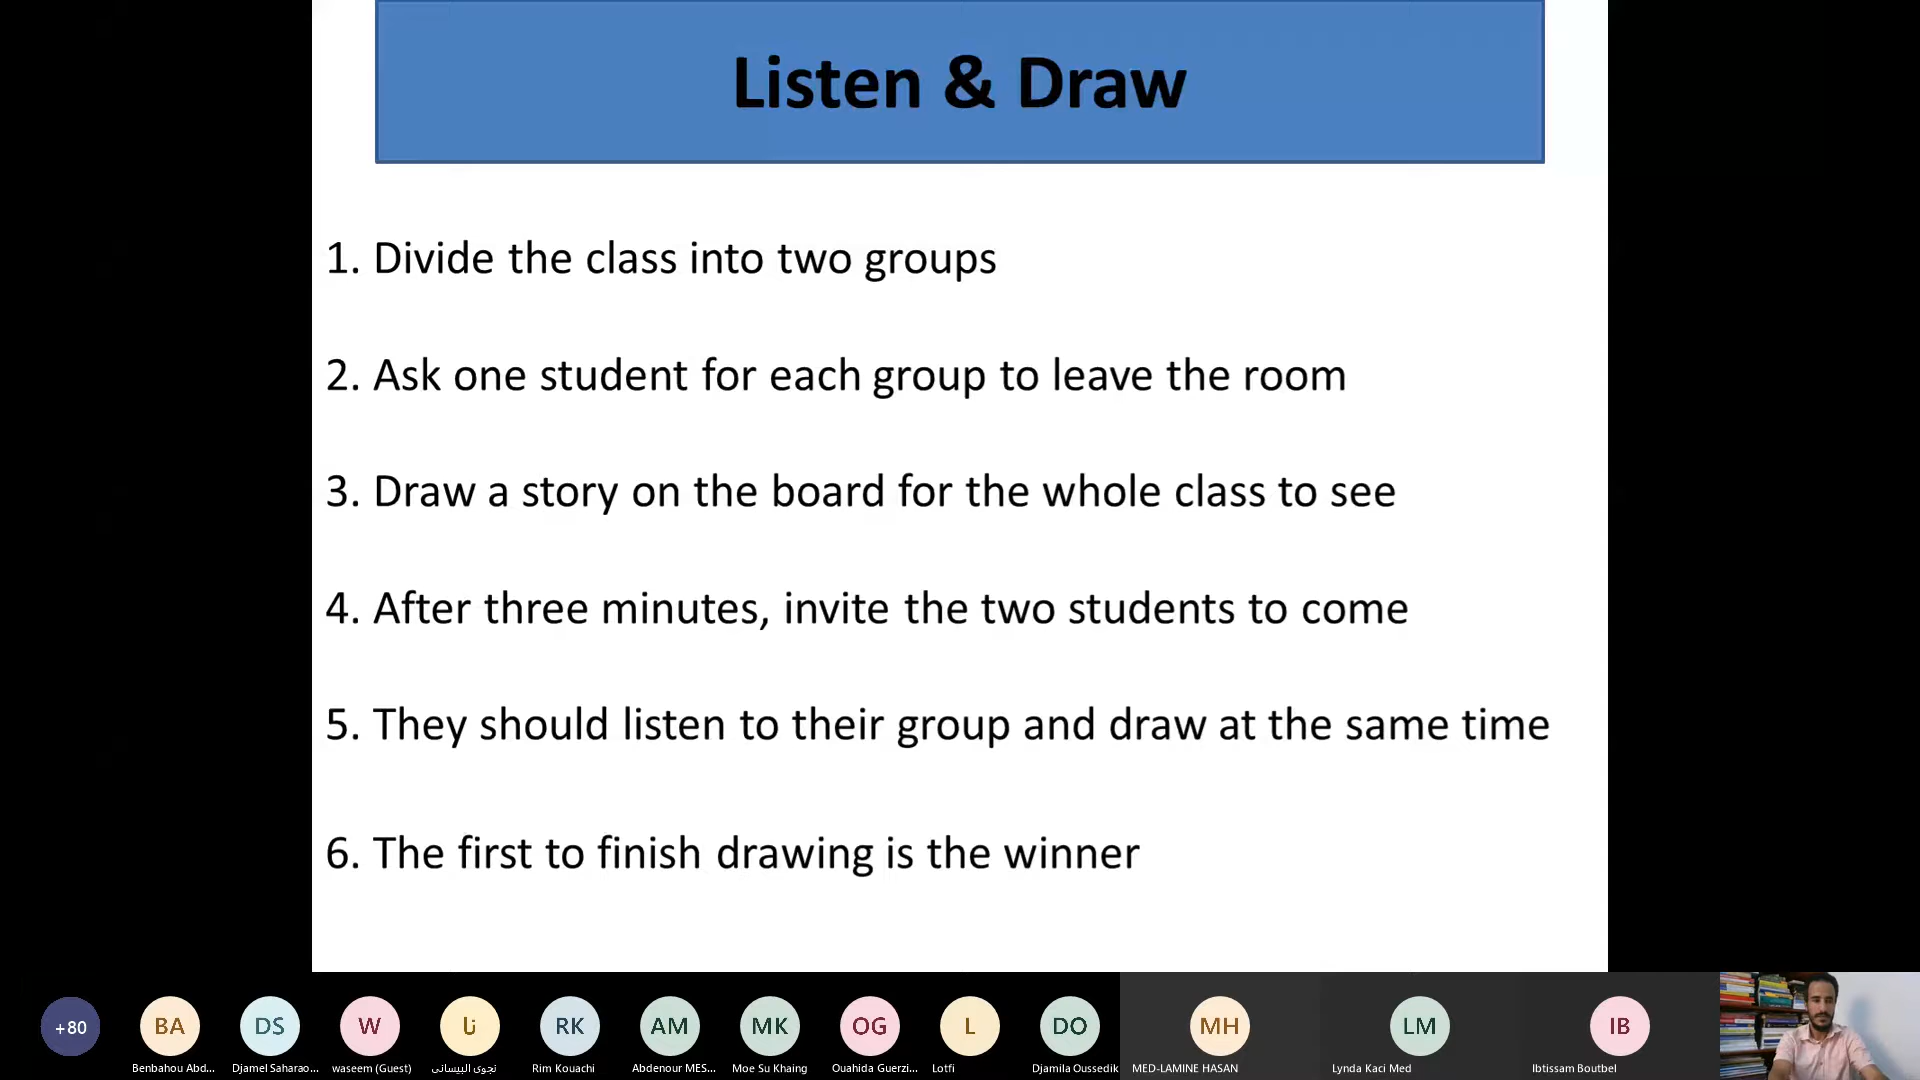 Listen & Draw
1. Divide the class into two groups
2. Ask one student for each group to leave the room
3. Draw a story on the board for the whole class to see
4. After three minutes, invite the two students to come
5. They should listen to their group and draw at the same time
6. The first to finish drawing is the winner
+80 BA DS W نا RK AM MK OG L DO MH LM IB
Benbahou Abd... Djamel Saharao... waseem (Guest) نجوى البيسانى Rim Kouachi Abdenour MES... Moe Su Khaing Ouahida Guerzi... Lotfi Djamila Oussedik MED-LAMINE HASAN Lynda Kaci Med Ibtissam Boutbel